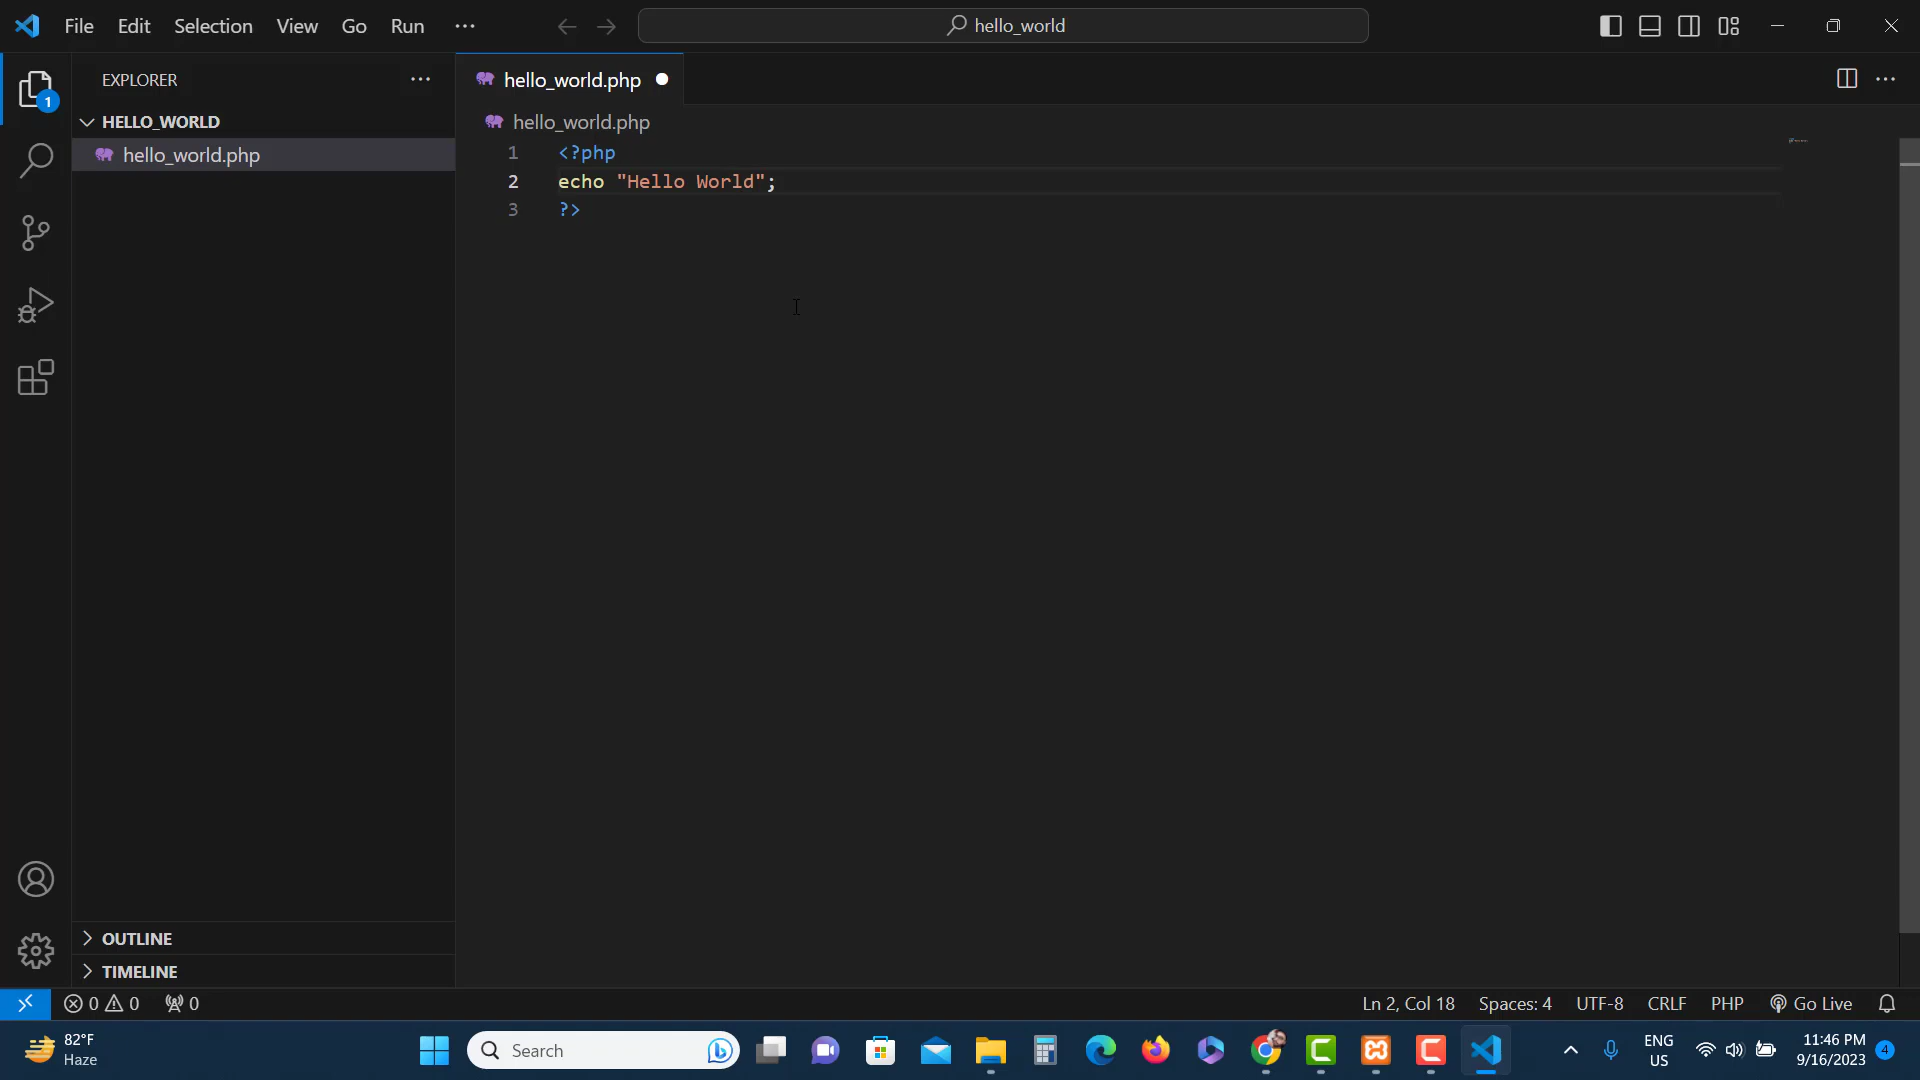 File Edit Selection View Go Run ···
hello_world
EXPLORER ···
hello_world.php
1
HELLO_WORLD
hello_world.php
hello_world.php
1 <?php
2 echo "Hello World";
3 ?>
OUTLINE
TIMELINE
0 0 0
Ln 2, Col 18 Spaces: 4 UTF-8 CRLF PHP Go Live
82°F
Haze
Search
ENG
US
11:46 PM
9/16/2023
4